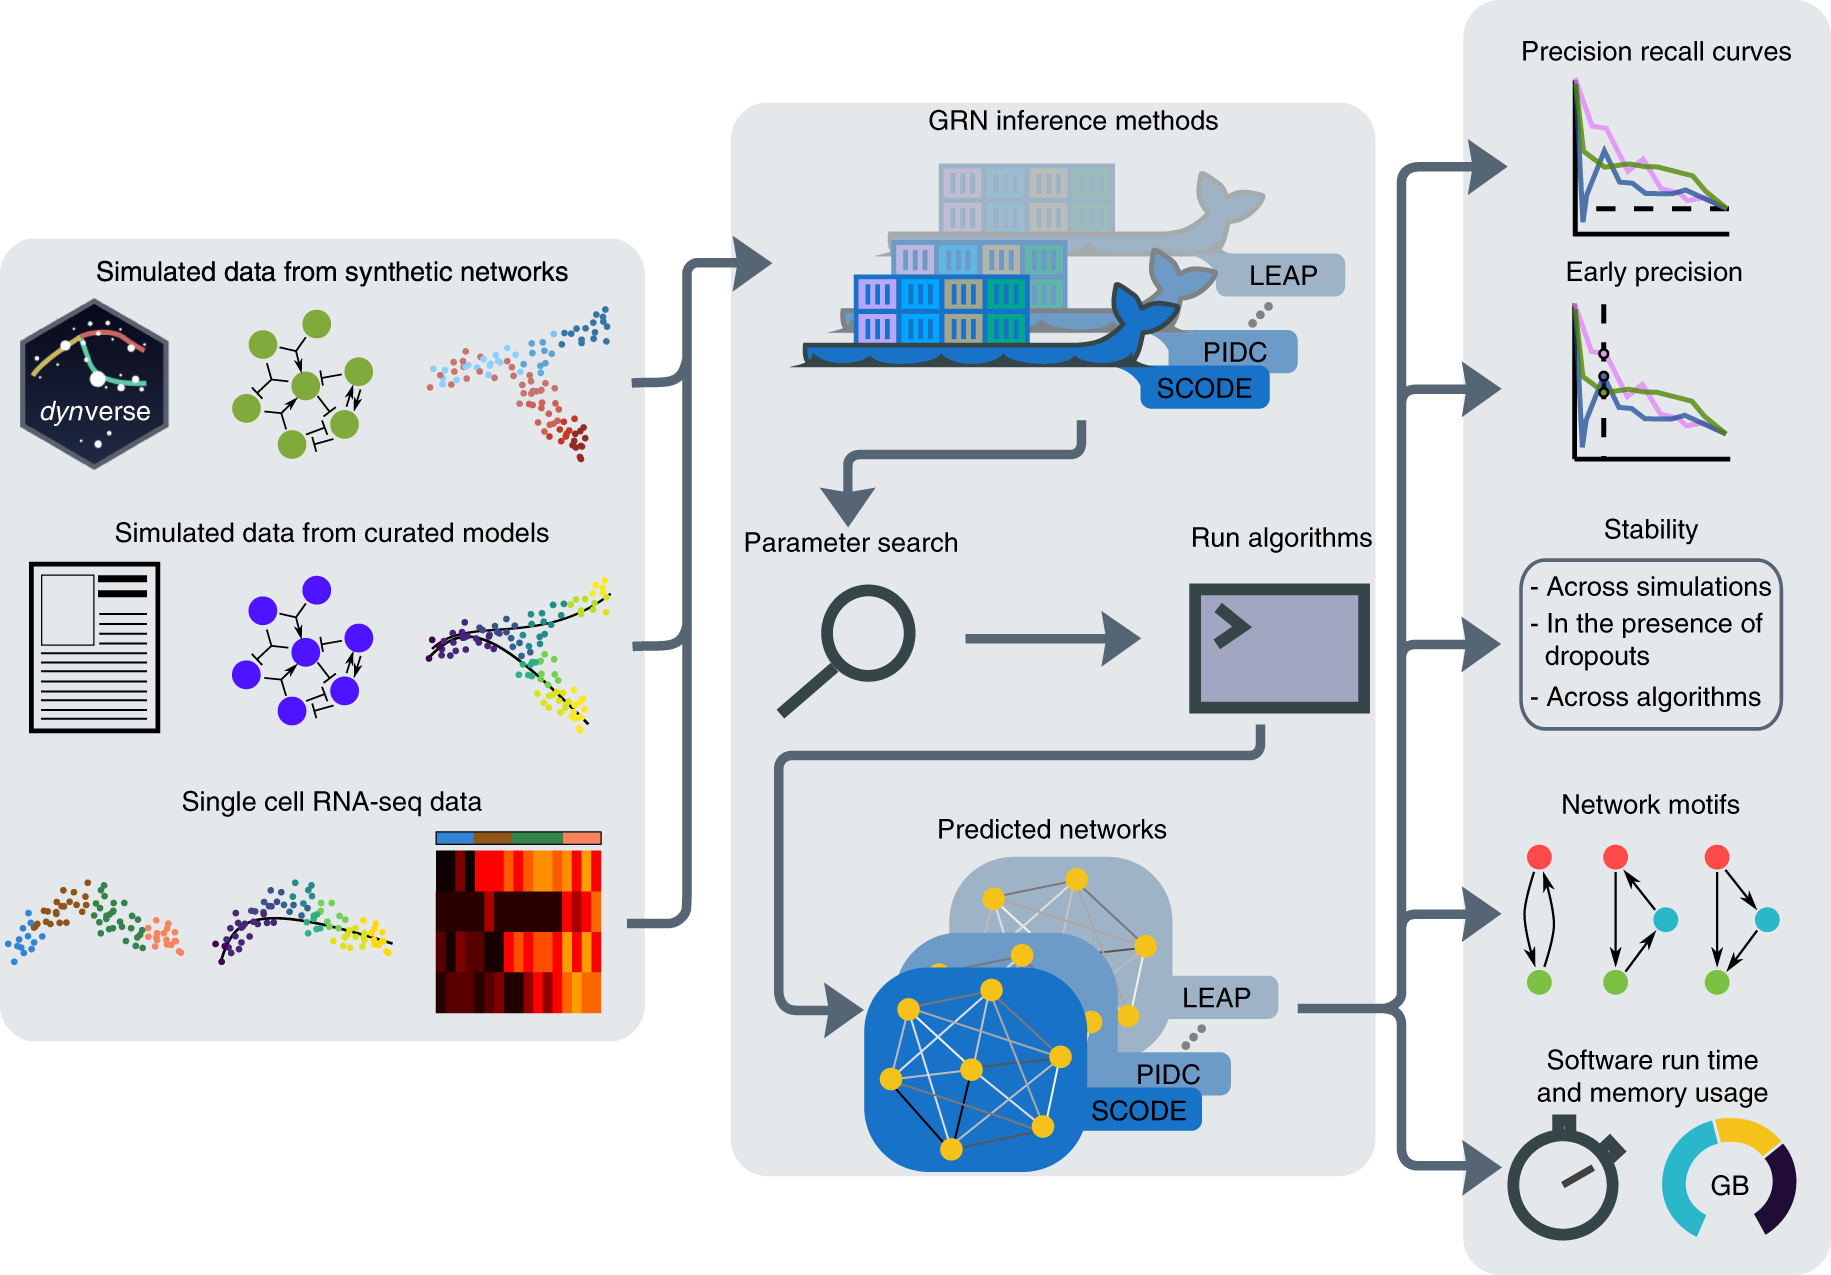 Simulated data from synthetic networks
dynverse
Simulated data from curated models
Single cell RNA-seq data
GRN inference methods
LEAP
PIDC
SCODE
Parameter search
Run algorithms
Predicted networks
LEAP
PIDC
SCODE
Precision recall curves
Early precision
Stability
- Across simulations
- In the presence of
dropouts
- Across algorithms
Network motifs
Software run time
and memory usage
GB